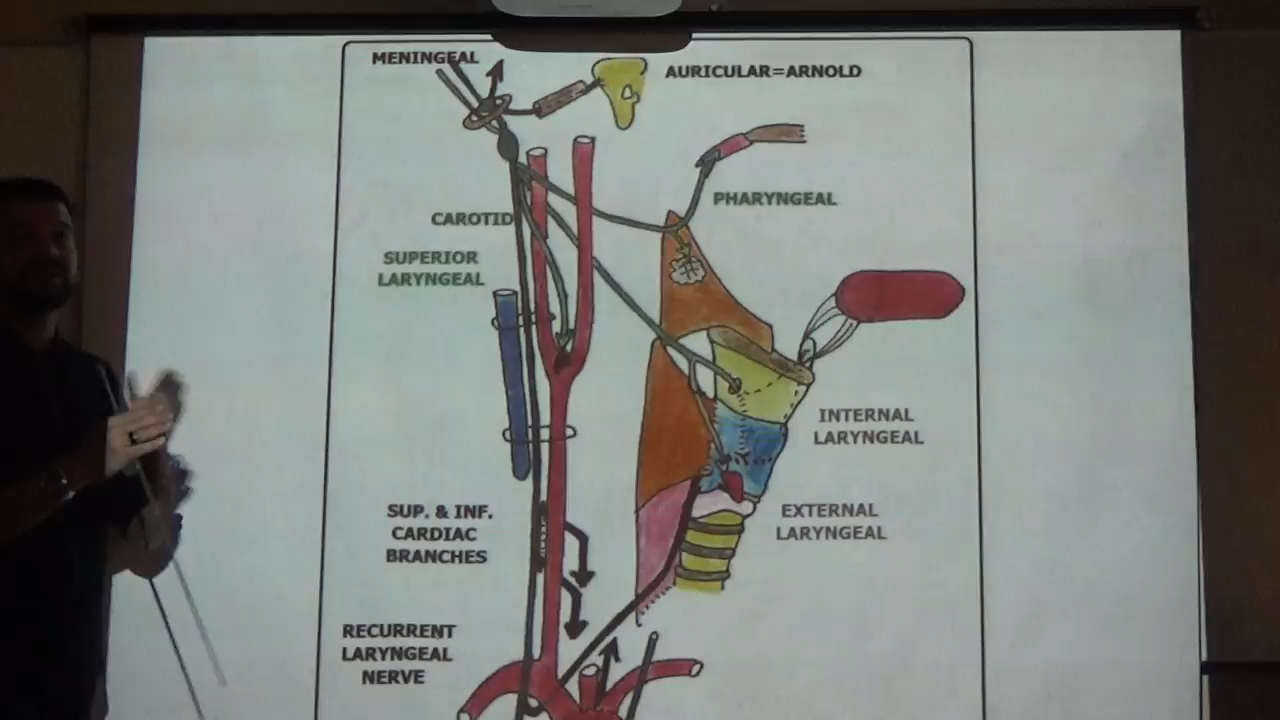 MENINGEAL
AURICULAR=ARNOLD
PHARYNGEAL
CAROTID
SUPERIOR
LARYNGEAL
INTERNAL
LARYNGEAL
SUP. & INF.
CARDIAC
BRANCHES
EXTERNAL
LARYNGEAL
RECURRENT
LARYNGEAL
NERVE